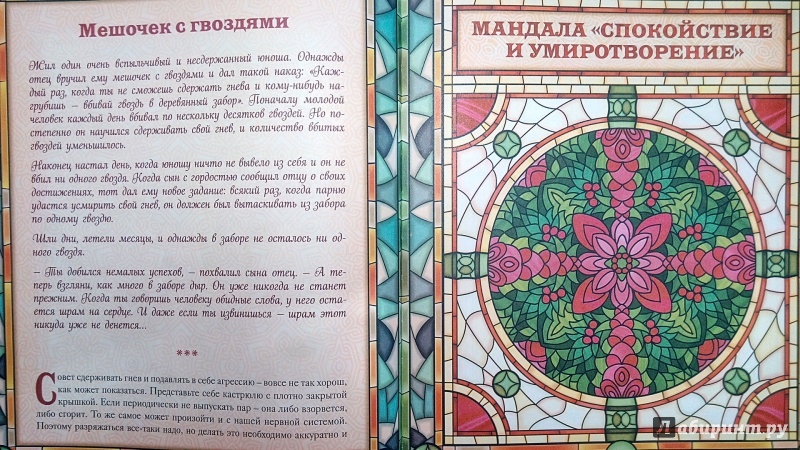 Мешочек с гвоздями
Жил один очень вспыльчивый и несдержанный юноша. Однажды
отец вручил ему мешочек с гвоздями и дал такой наказ: «Каж-
дый раз, когда ты не сможешь сдержать гнева и кому-нибудь на-
грубишь – вбивай гвоздь в деревянный забор». Поначалу молодой
человек каждый день вбивал по нескольку десятков гвоздей. Но по-
степенно он научился сдерживать свой гнев, и количество вбитых
гвоздей уменьшилось.
Наконец настал день, когда юношу ничто не вывело из себя и он не
вбил ни одного гвоздя. Когда сын с гордостью сообщил отцу о своих
достижениях, тот дал ему новое задание: всякий раз, когда парню
удастся усмирить свой гнев, он должен был вытаскивать из забора
по одному гвоздю.
Шли дни, летели месяцы, и однажды в заборе не осталось ни од-
ного гвоздя.
– Ты добился немалых успехов, – похвалил сына отец. – А те-
перь взгляни, как много в заборе дыр. Он уже никогда не станет
прежним. Когда ты говоришь человеку обидные слова, у него оста-
ется шрам на сердце. И даже если ты извинишься – шрам этот
никуда уже не денется...
***
Совет сдерживать гнев и подавлять в себе агрессию – вовсе не так хорош,
как может показаться. Представьте себе кастрюлю с плотно закрытой
крышкой. Если периодически не выпускать пар – она либо взорвется,
либо сгорит. То же самое может произойти и с нашей нервной системой.
Поэтому разряжаться все-таки надо, но делать это необходимо аккуратно и
МАНДАЛА «СПОКОЙСТВИЕ
И УМИРОТВОРЕНИЕ»
Лабиринт.ру